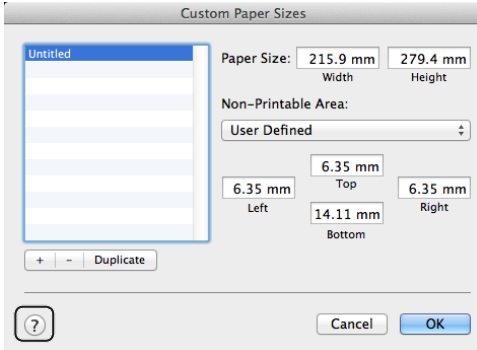 Custom Paper Sizes
Untitled
Paper Size: 215.9 mm 279.4 mm
Width Height
Non-Printable Area:
User Defined
6.35 mm
Top
6.35 mm 6.35 mm
Left Right
14.11 mm
Bottom
+ - Duplicate
? Cancel OK